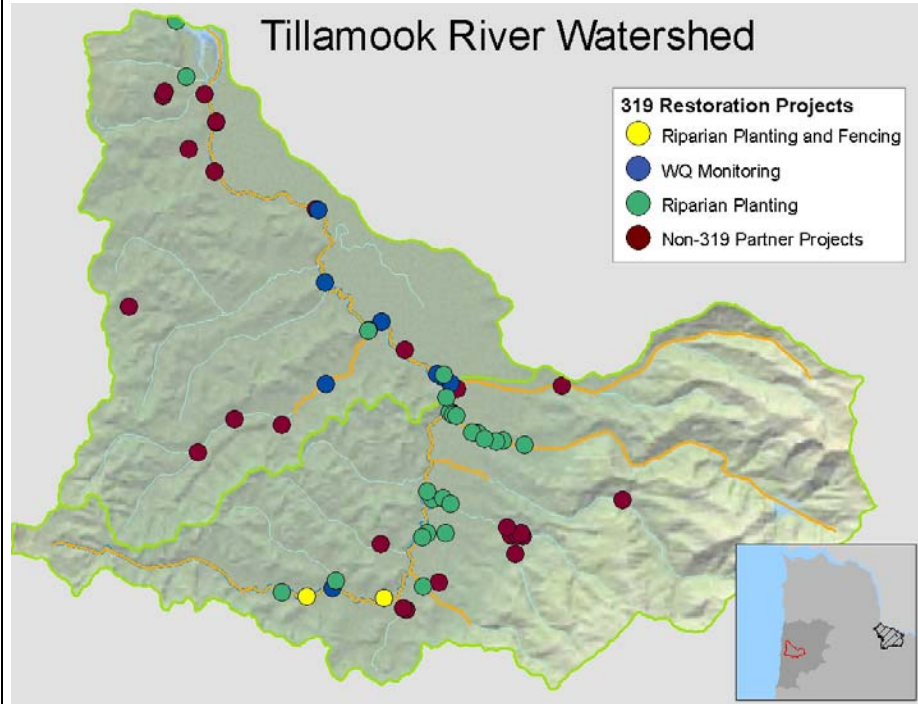 Tillamook River Watershed
319 Restoration Projects
Riparian Planting and Fencing
WQ Monitoring
Riparian Planting
Non-319 Partner Projects